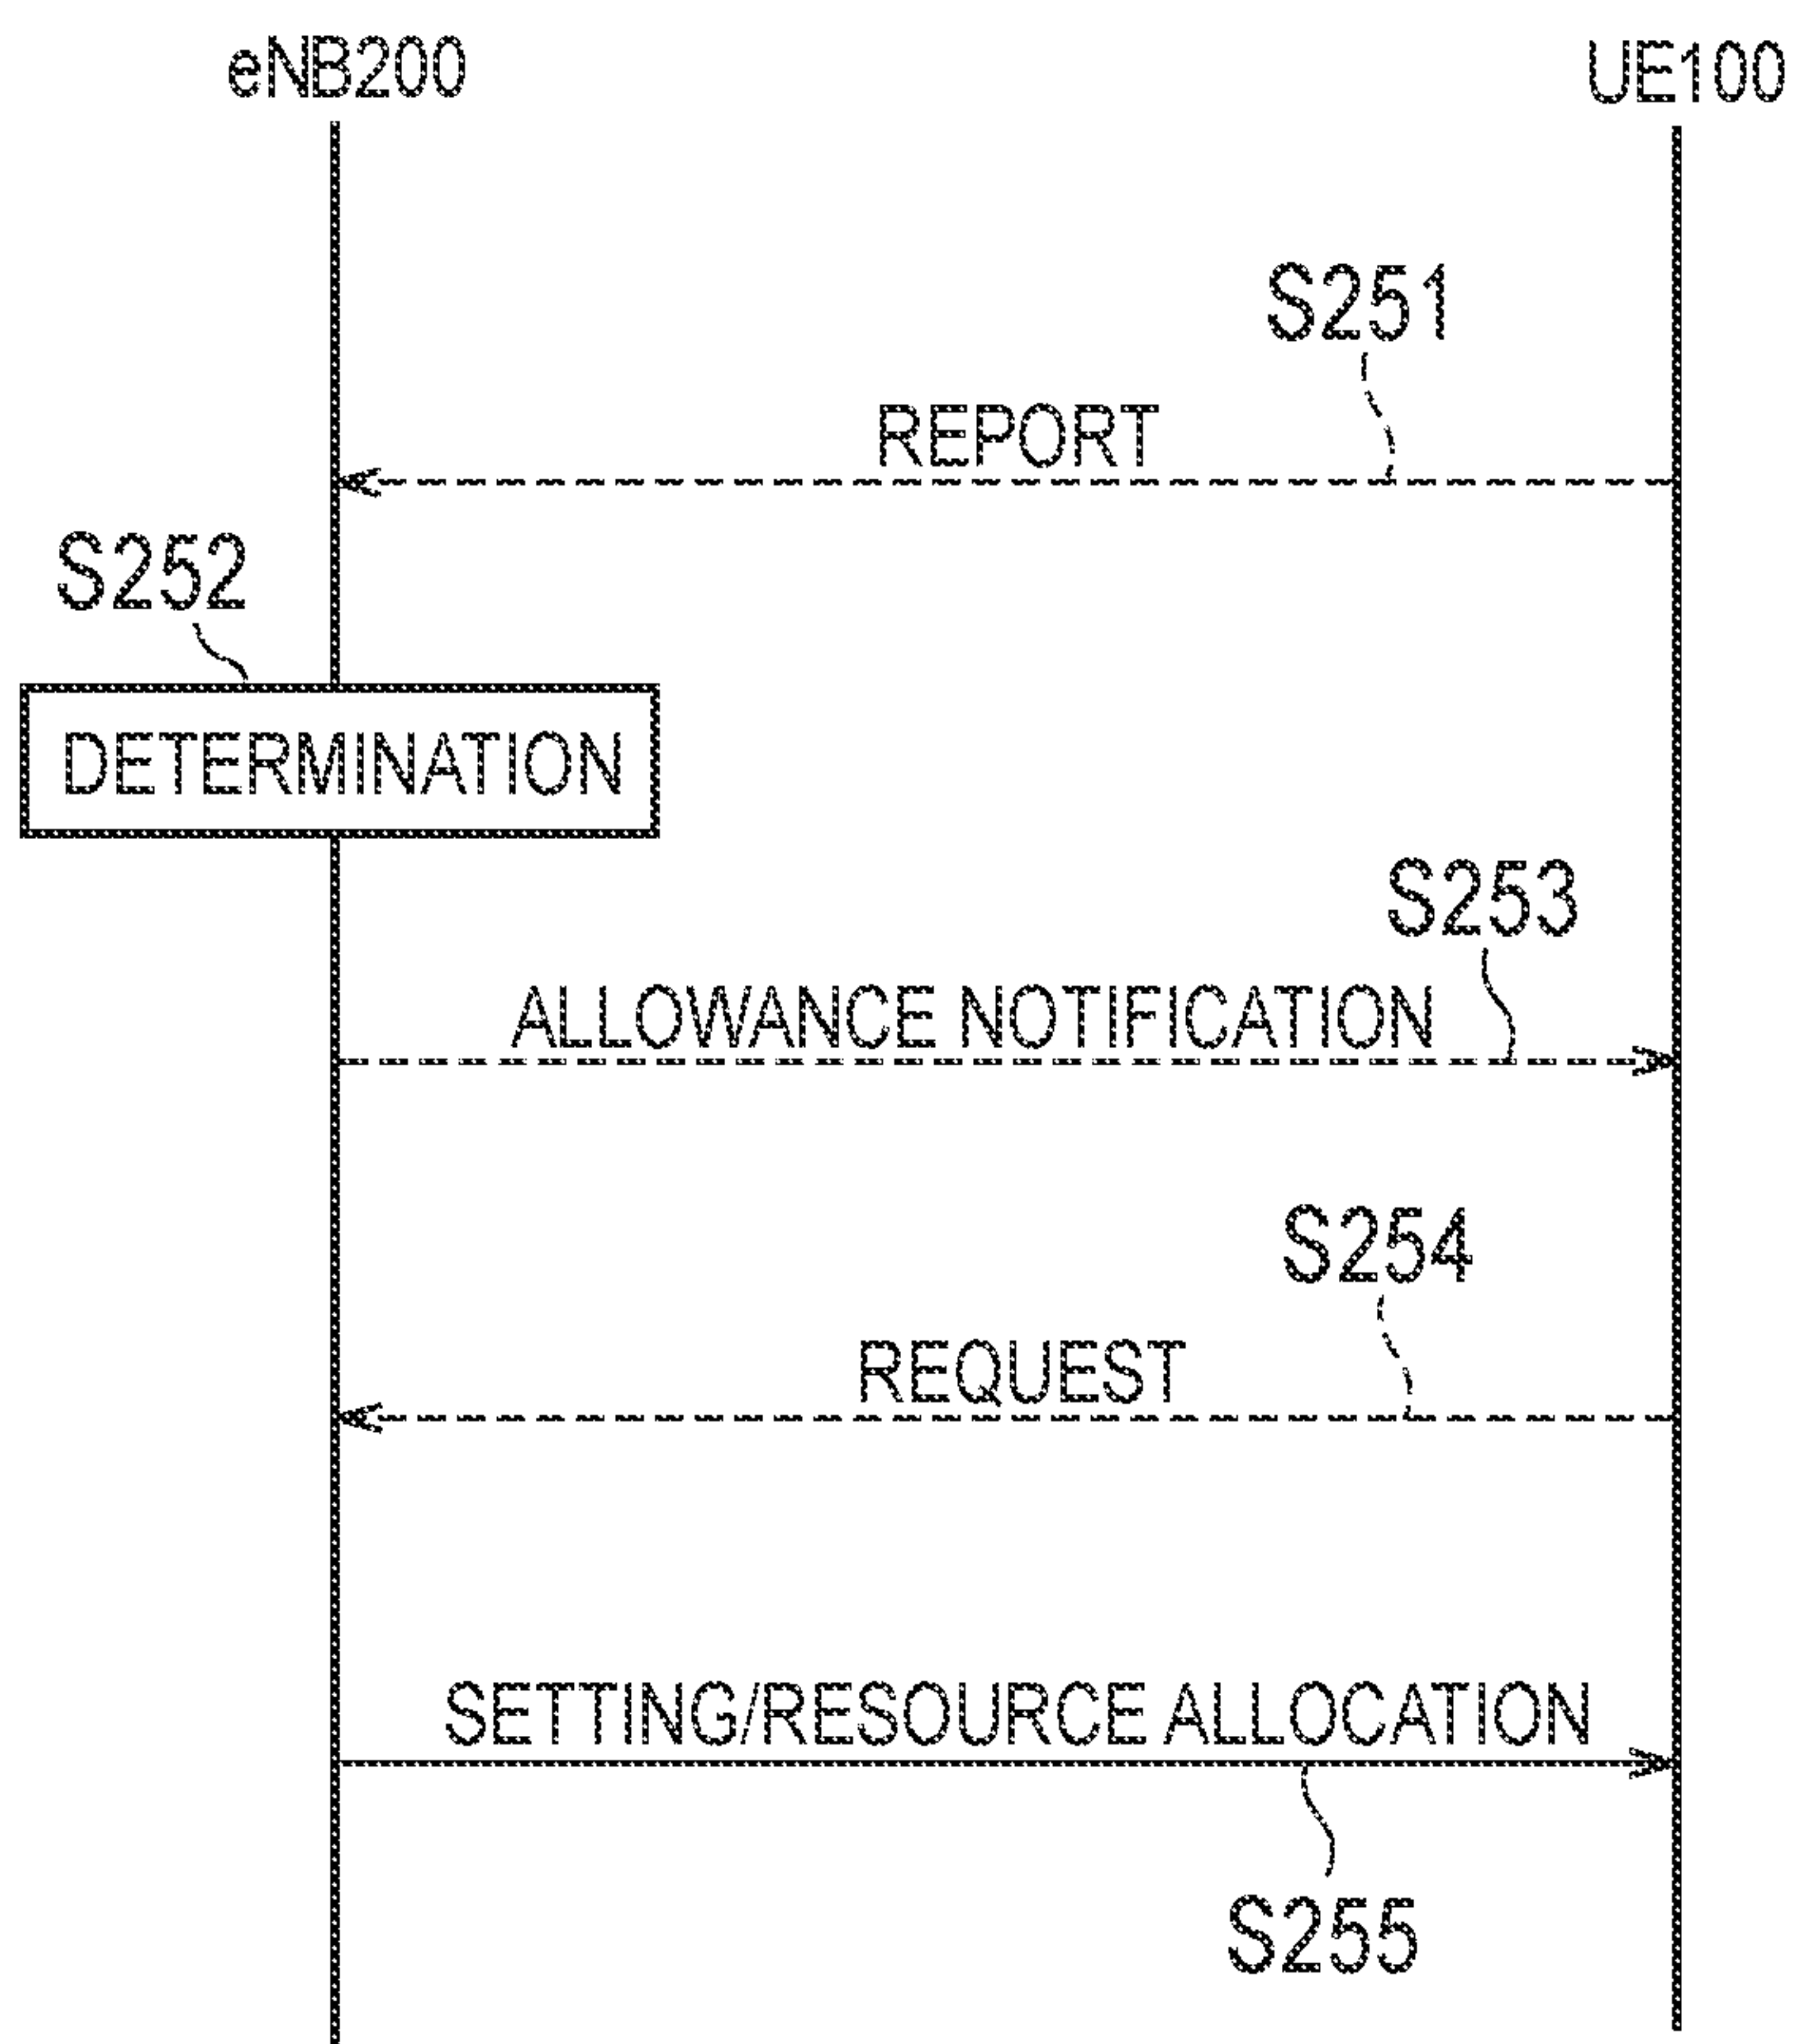 eNB200
UE100
S251
REPORT
S252
DETERMINATION
S253
ALLOWANCE NOTIFICATION
S254
REQUEST
SETTING/RESOURCE ALLOCATION
S255